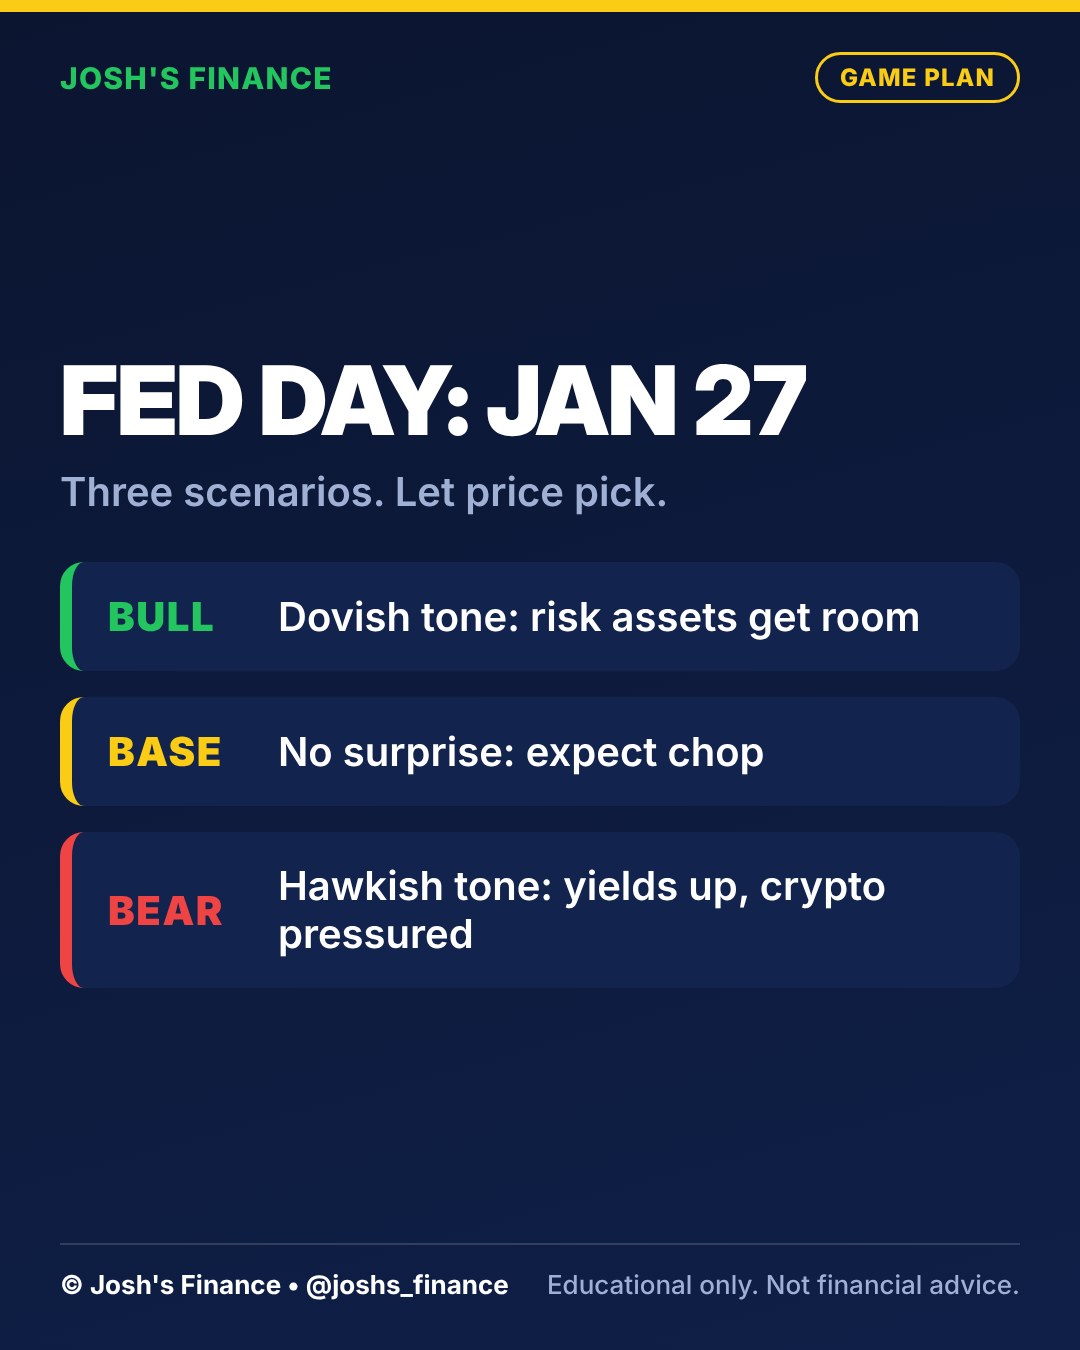 JOSH'S FINANCE
GAME PLAN
FED DAY: JAN 27
Three scenarios. Let price pick.
BULL Dovish tone: risk assets get room
BASE No surprise: expect chop
BEAR Hawkish tone: yields up, crypto
pressured
© Josh's Finance • @joshs_finance
Educational only. Not financial advice.